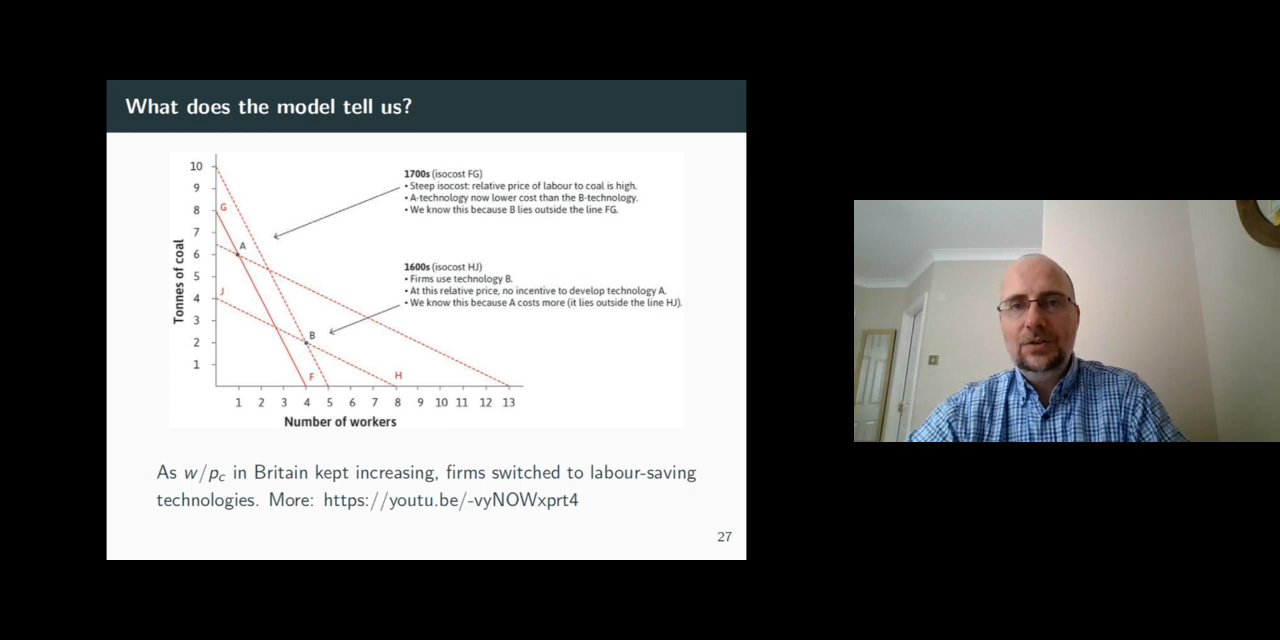 What does the model tell us?
10
9
8
7
6
5
4
3
2
1
Tonnes of coal
G
A
J
B
F
H
1700s (isocost FG)
• Steep isocost: relative price of labour to coal is high.
• A-technology now lower cost than the B-technology.
• We know this because B lies outside the line FG.
1600s (isocost HJ)
• Firms use technology B.
• At this relative price, no incentive to develop technology A.
• We know this because A costs more (it lies outside the line HJ).
1 2 3 4 5 6 7 8 9 10 11 12 13
Number of workers
As w/pc in Britain kept increasing, firms switched to labour-saving
technologies. More: https://youtu.be/-vyNOWxprt4
27